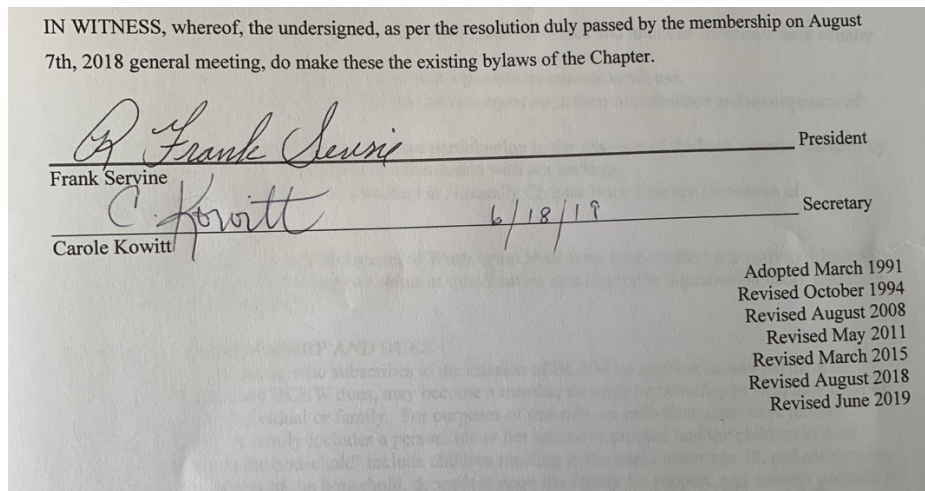 IN WITNESS, whereof, the undersigned, as per the resolution duly passed by the membership on August
7th, 2018 general meeting, do make these the existing bylaws of the Chapter.
Frank
President
Frank Servine
C. Kowitt
6/18/19
Secretary
Carole Kowitt
Adopted March 1991
Revised October 1994
Revised August 2008
Revised May 2011
Revised March 2015
Revised August 2018
Revised June 2019